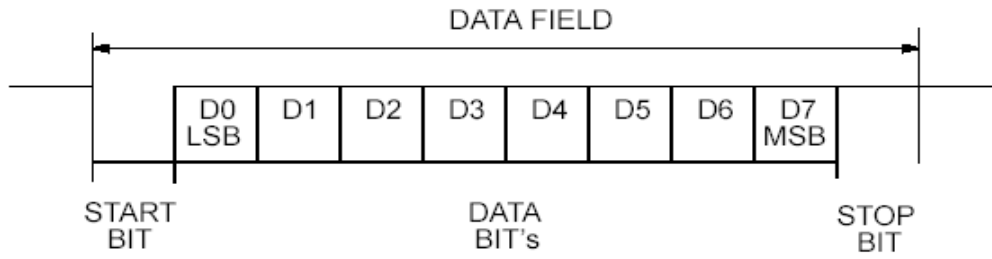 DATA FIELD
D0 D1 D2 D3 D4 D5 D6 D7
LSB MSB
START DATA STOP
BIT BIT's BIT